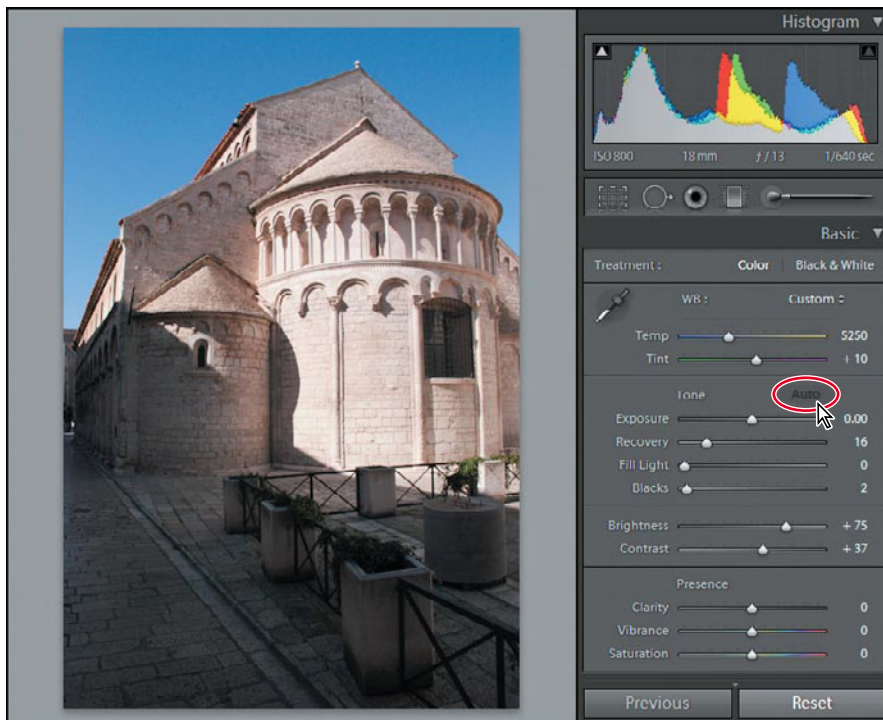 Histogram
ISO 800 18 mm ƒ / 13 1/640 sec
Basic
Treatment : Color Black & White
WB : Custom
Temp 5250
Tint + 10
Tone Auto
Exposure 0.00
Recovery 16
Fill Light 0
Blacks 2
Brightness + 75
Contrast + 37
Presence
Clarity 0
Vibrance 0
Saturation 0
Previous Reset